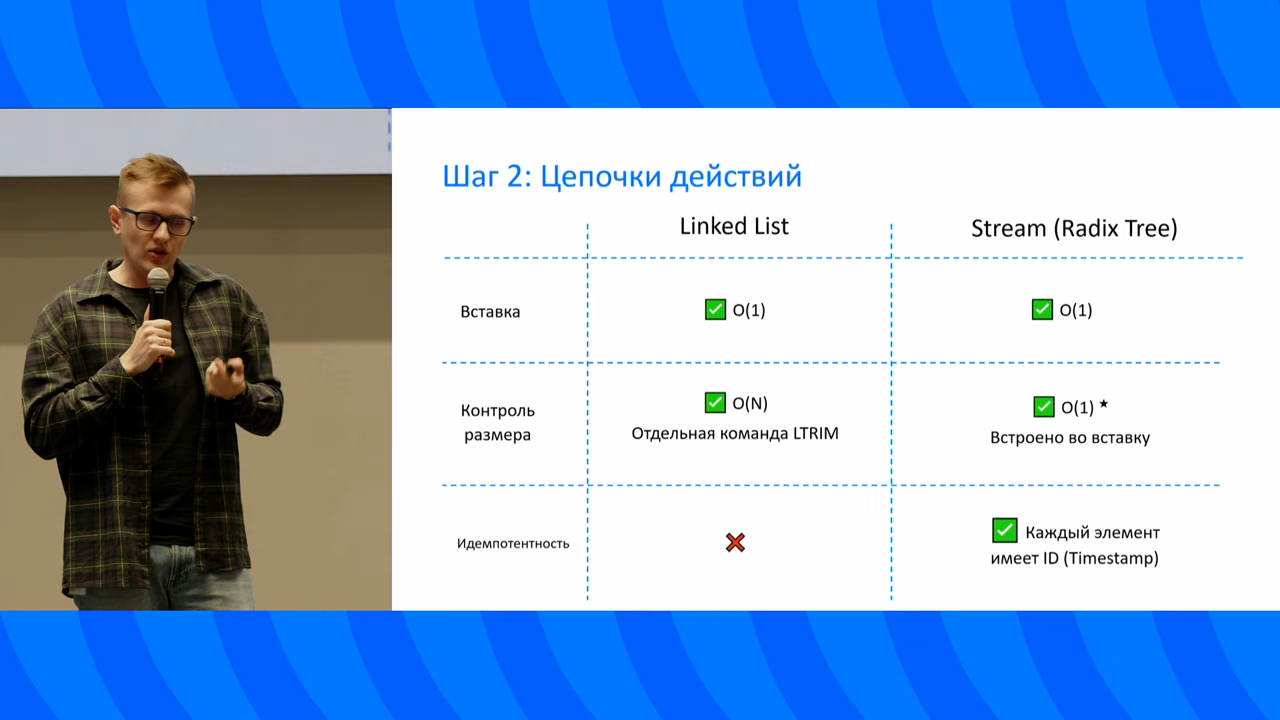 Шаг 2: Цепочки действий
Linked List
Stream (Radix Tree)
Вставка
✅ O(1)
✅ O(1)
Контроль
размера
✅ O(N)
Отдельная команда LTRIM
✅ O(1) ★
Встроено во вставку
Идемпотентность
❌
✅ Каждый элемент
имеет ID (Timestamp)